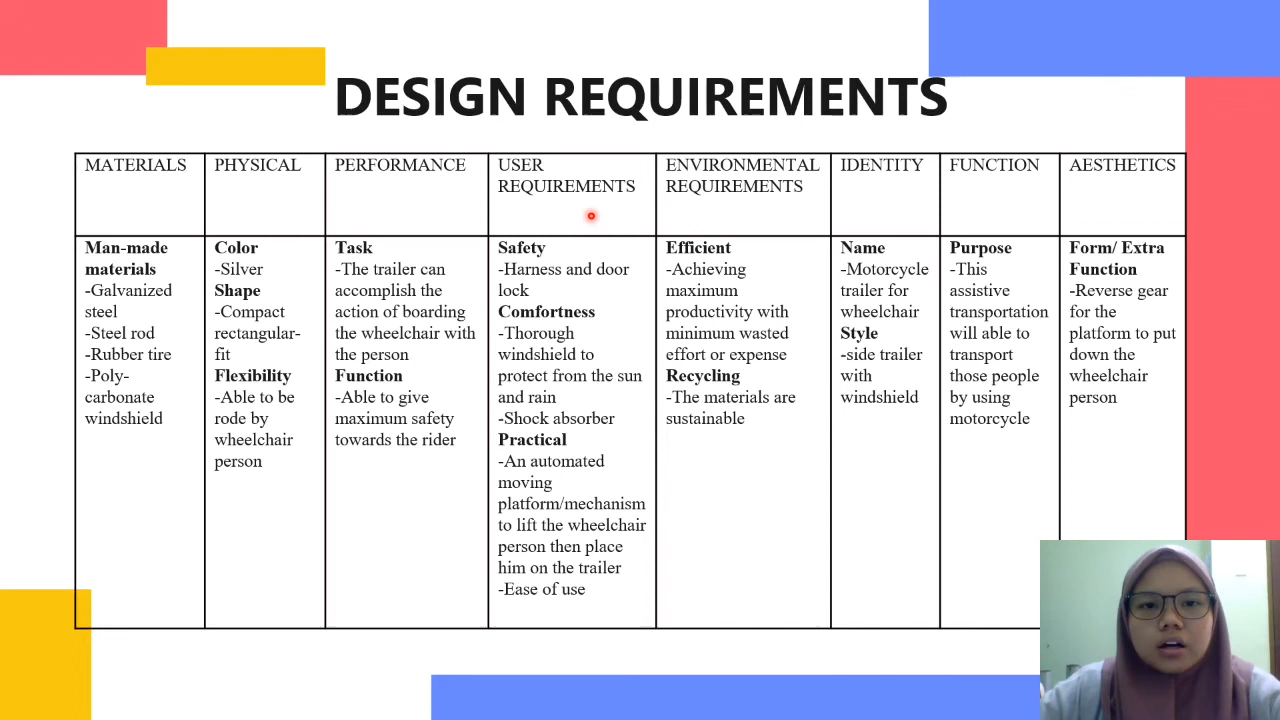 DESIGN REQUIREMENTS
MATERIALS
PHYSICAL
PERFORMANCE
USER
REQUIREMENTS
ENVIRONMENTAL
REQUIREMENTS
IDENTITY
FUNCTION
AESTHETICS
Man-made
materials
-Galvanized
steel
-Steel rod
-Rubber tire
-Poly-
carbonate
windshield
Color
-Silver
Shape
-Compact
rectangular-
fit
Flexibility
-Able to be
rode by
wheelchair
person
Task
-The trailer can
accomplish the
action of boarding
the wheelchair with
the person
Function
-Able to give
maximum safety
towards the rider
Safety
-Harness and door
lock
Comfortness
-Thorough
windshield to
protect from the sun
and rain
-Shock absorber
Practical
-An automated
moving
platform/mechanism
to lift the wheelchair
person then place
him on the trailer
-Ease of use
Efficient
-Achieving
maximum
productivity with
minimum wasted
effort or expense
Recycling
-The materials are
sustainable
Name
-Motorcycle
trailer for
wheelchair
Style
-side trailer
with
windshield
Purpose
-This
assistive
transportation
will able to
transport
those people
by using
motorcycle
Form/ Extra
Function
-Reverse gear
for the
platform to put
down the
wheelchair
person